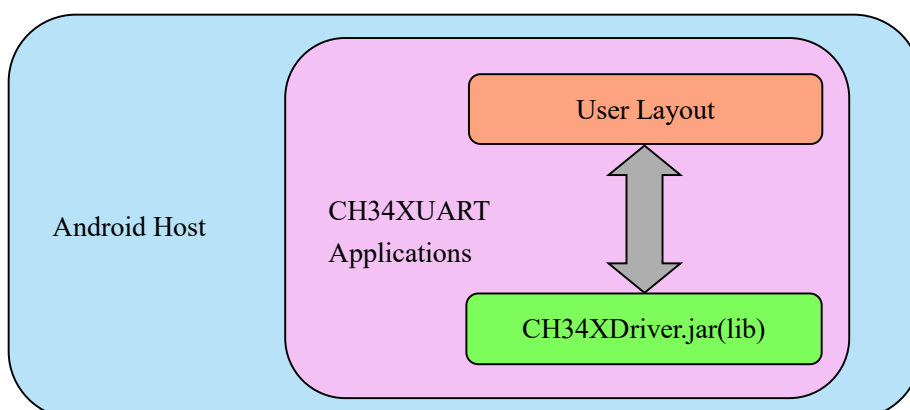 User Layout
Android Host
CH34XUART
Applications
CH34XDriver.jar(lib)